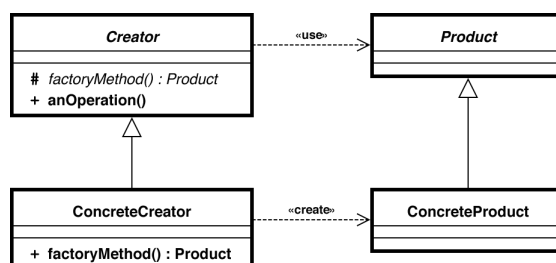 Creator
«use»
Product
# factoryMethod() : Product
+ anOperation()
ConcreteCreator
«create»
ConcreteProduct
+ factoryMethod() : Product